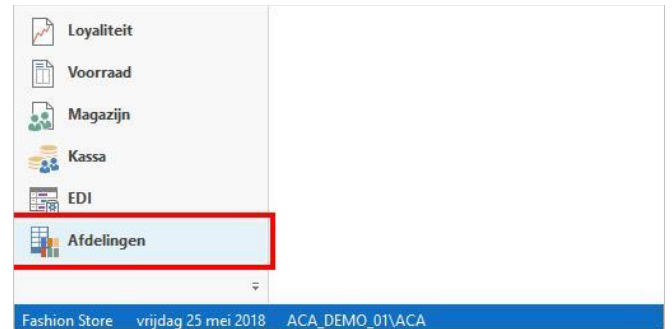 Loyaliteit
Voorraad
Magazijn
Kassa
EDI
Afdelingen
Fashion Store vrijdag 25 mei 2018 ACA_DEMO_01\ACA